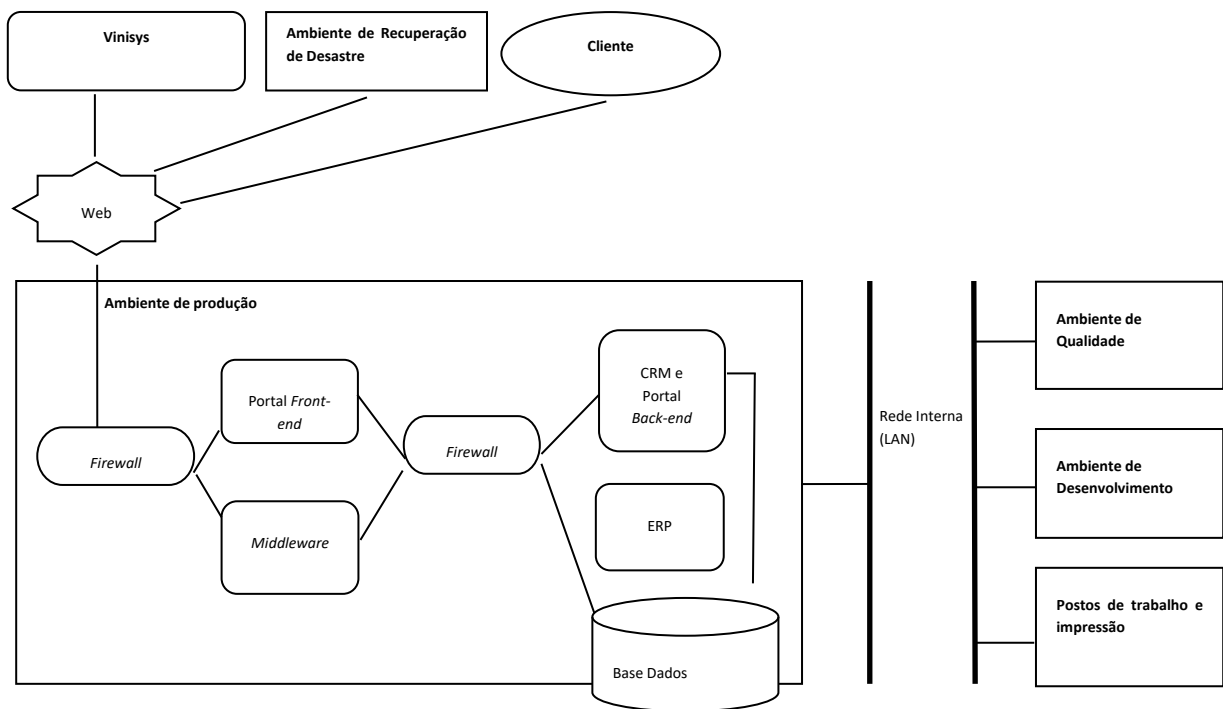 Vinisys
Ambiente de Recuperação
de Desastre
Cliente
Web
Ambiente de produção
Firewall
Portal Front-
end
Middleware
Firewall
CRM e
Portal
Back-end
ERP
Base Dados
Rede Interna
(LAN)
Ambiente de
Qualidade
Ambiente de
Desenvolvimento
Postos de trabalho e
impressão